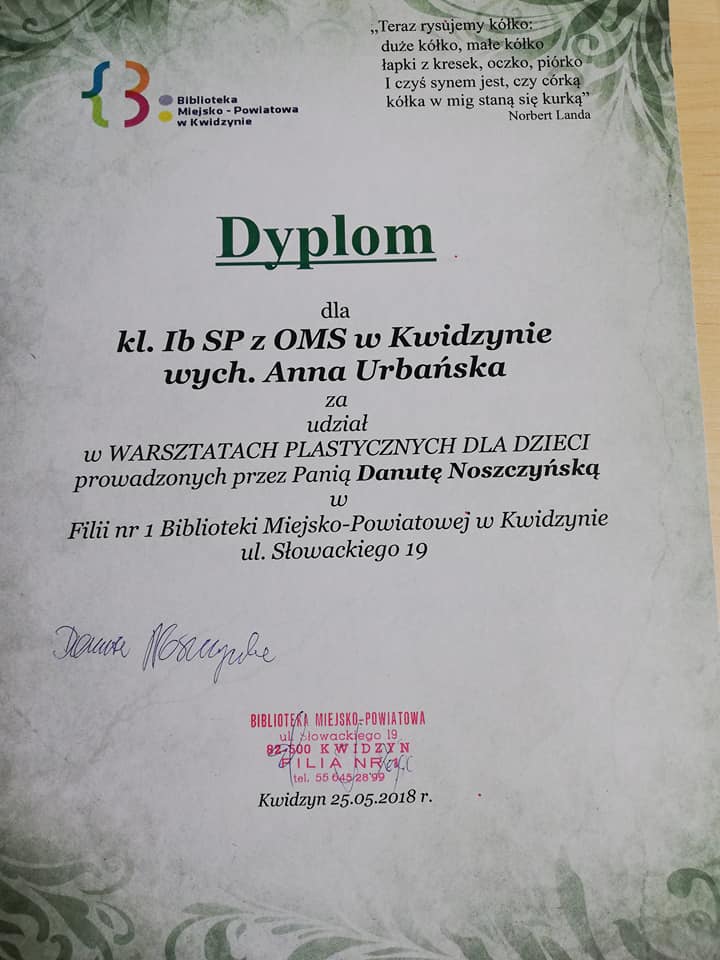 „Teraz rysujemy kółko:
duże kółko, małe kółko
łapki z kresek, oczko, piórko
I czyś synem jest, czy córką
kółka w mig staną się kurką”
Norbert Landa
Biblioteka
Miejsko - Powiatowa
w Kwidzynie
Dyplom
dla
kl. Ib SP z OMS w Kwidzynie
wych. Anna Urbańska
za
udział
w WARSZTATACH PLASTYCZNYCH DLA DZIECI
prowadzonych przez Panią Danutę Noszczyńską
w
Filii nr 1 Biblioteki Miejsko-Powiatowej w Kwidzynie
ul. Słowackiego 19
Danuta Noszczyńska
BIBLIOTEKA MIEJSKO-POWIATOWA
ul. Słowackiego 19
82-500 KWIDZYN
FILIA NR 1
tel. 55 645 28 99
Kwidzyn 25.05.2018 r.